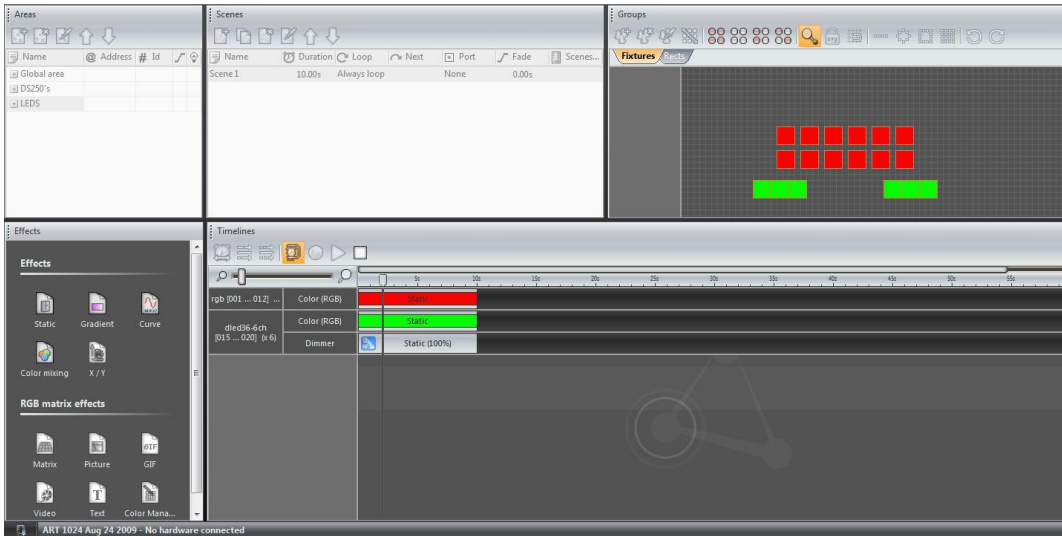 Areas
Name @ Address # Id
Global area
DS250's
LEDS
Scenes
Name Duration Loop Next Port Fade Scenes...
Scene 1 10.00s Always loop None 0.00s
Groups
Fixtures Rects
Effects
Effects
Static Gradient Curve
Color mixing X / Y
RGB matrix effects
Matrix Picture GIF
Video Text Color Mana...
Timelines
5s 10s 15s 20s 25s 30s 35s 40s 45s 50s 55s
rgb [001 ... 012] ... Color (RGB) Static
dled36-6ch
[015 ... 020] (x 6)
Color (RGB) Static
Dimmer Static (100%)
ART 1024 Aug 24 2009 - No hardware connected